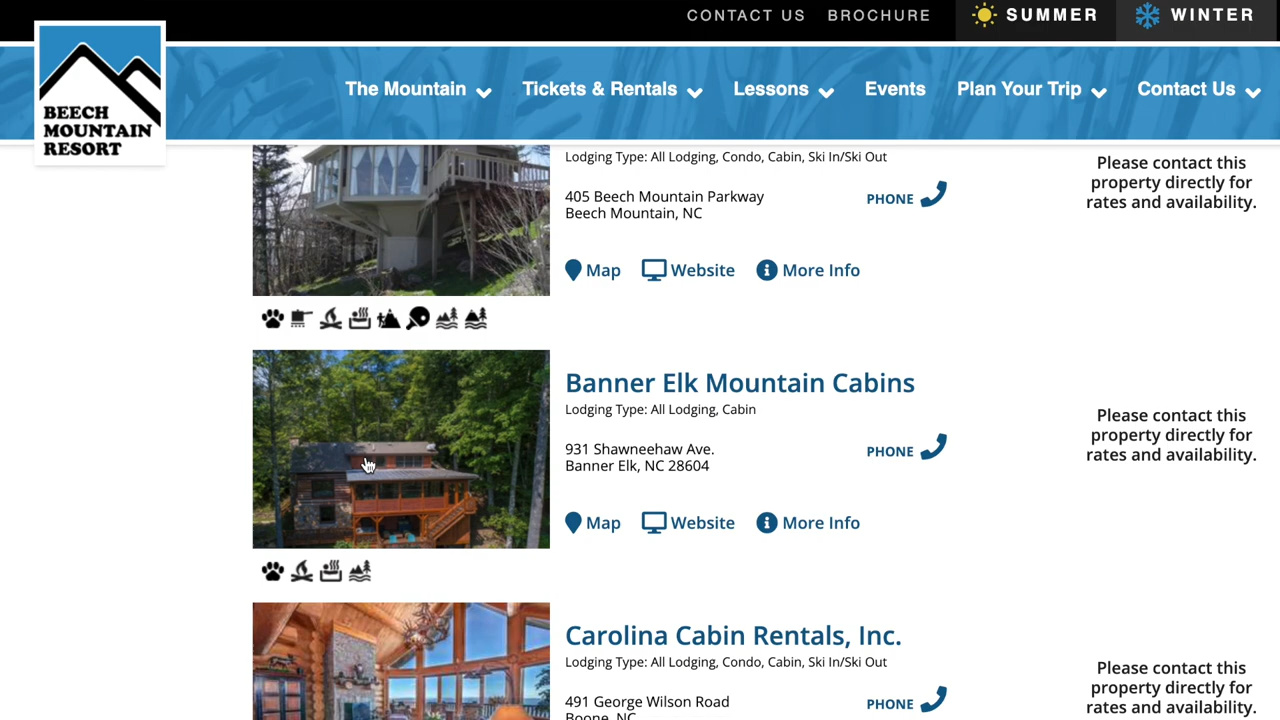 CONTACT US BROCHURE SUMMER WINTER
BEECH
MOUNTAIN
RESORT
The Mountain Tickets & Rentals Lessons Events Plan Your Trip Contact Us
Lodging Type: All Lodging, Condo, Cabin, Ski In/Ski Out
405 Beech Mountain Parkway
Beech Mountain, NC
PHONE
Please contact this
property directly for
rates and availability.
Map Website More Info
Banner Elk Mountain Cabins
Lodging Type: All Lodging, Cabin
931 Shawneehaw Ave.
Banner Elk, NC 28604
PHONE
Please contact this
property directly for
rates and availability.
Map Website More Info
Carolina Cabin Rentals, Inc.
Lodging Type: All Lodging, Condo, Cabin, Ski In/Ski Out
491 George Wilson Road
Boone, NC
PHONE
Please contact this
property directly for
rates and availability.